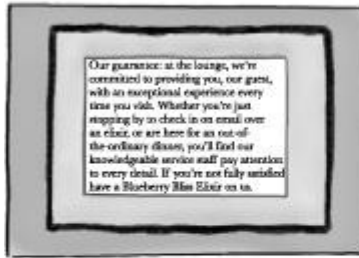 Our guarantee: at the lounge, we're
committed to providing you, our guest,
with an exceptional experience every
time you visit. Whether you're just
stopping by to check in on email over
an elixir, or are here for an out-of-
the-ordinary dinner, you'll find our
knowledgeable service staff pay attention
to every detail. If you're not fully satisfied
have a Blueberry Bliss Elixir on us.